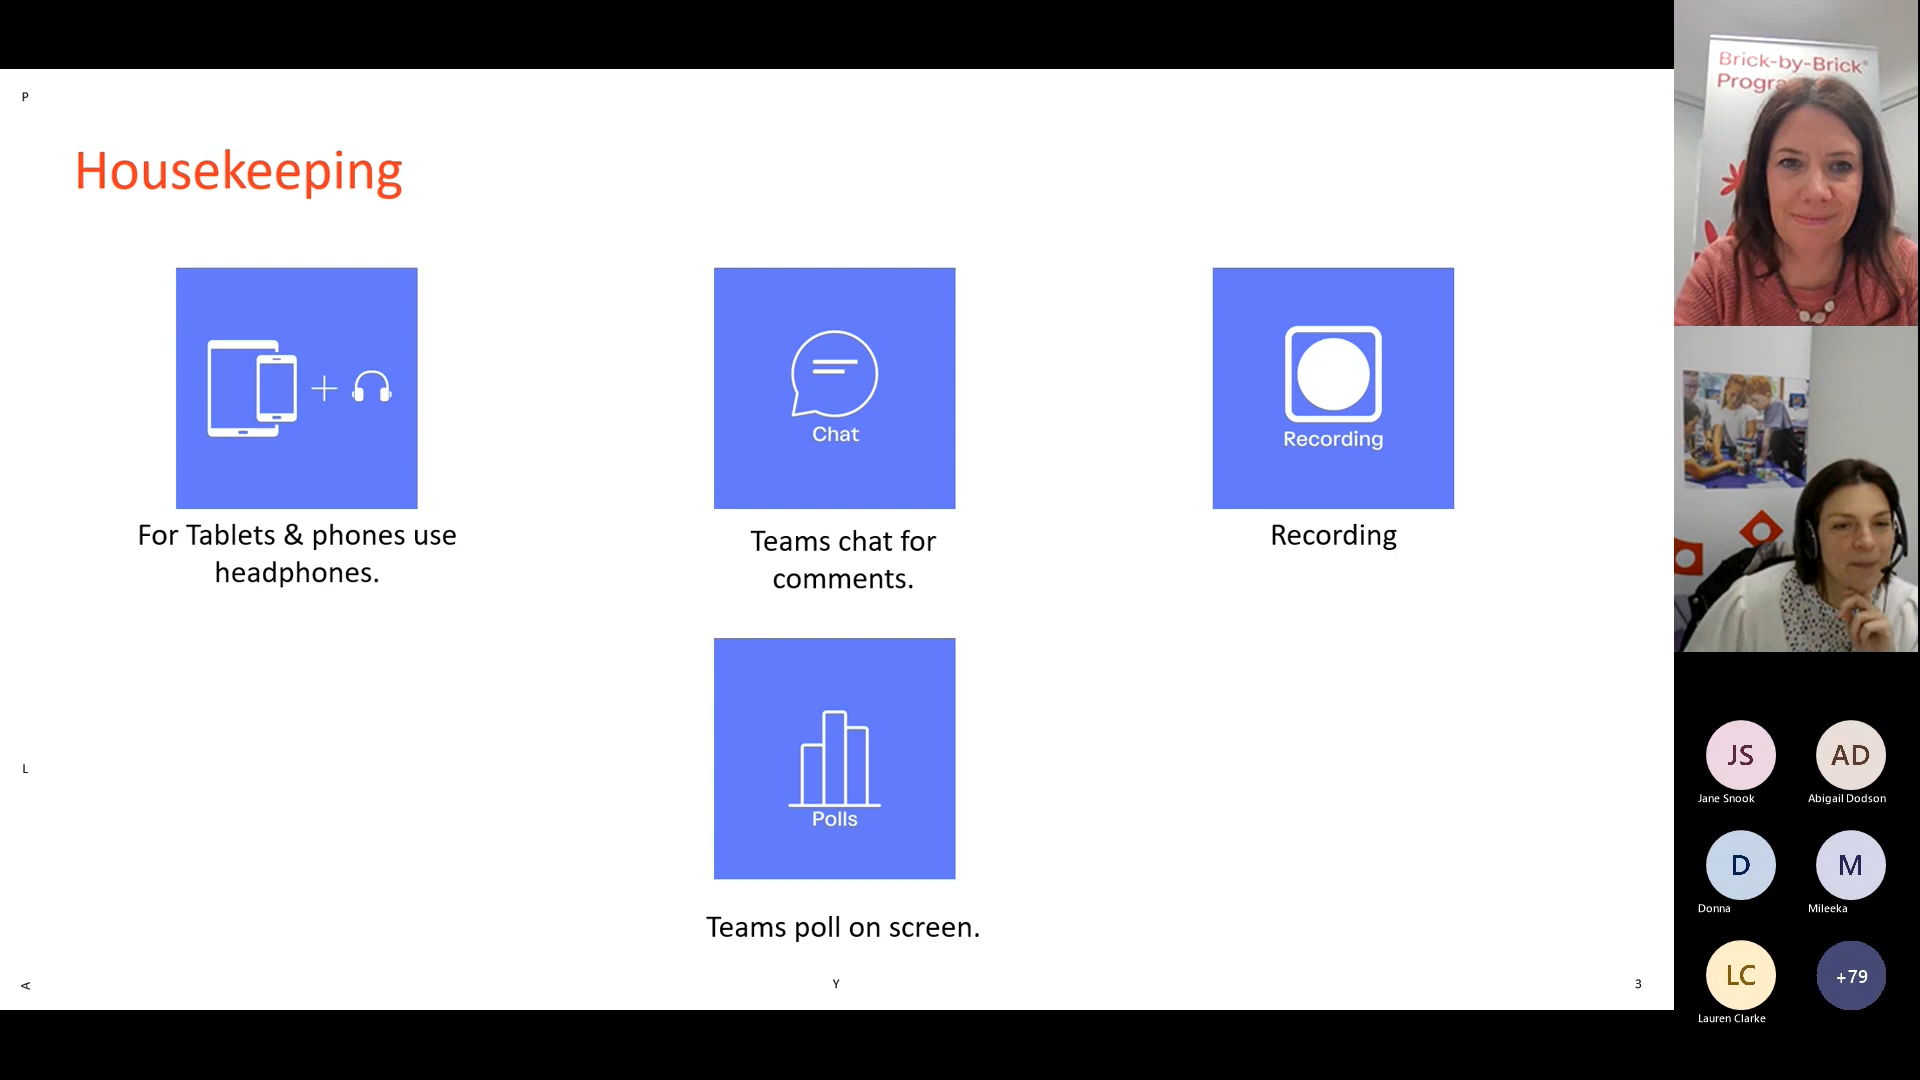 P
Housekeeping
Chat
Recording
For Tablets & phones use
headphones.
Teams chat for
comments.
Recording
Polls
Teams poll on screen.
L
A
Y
3
Brick-by-Brick®
JS
Jane Snook
AD
Abigail Dodson
D
Donna
M
Mileeka
LC
Lauren Clarke
+79